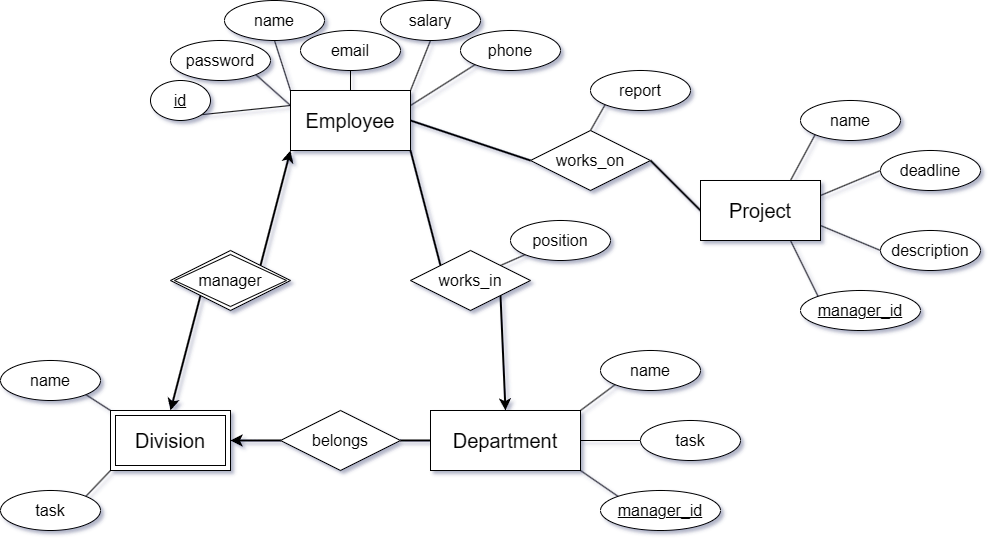 name
salary
email
phone
password
id
Employee
report
name
works_on
deadline
Project
description
position
manager
works_in
manager_id
name
name
Division
belongs
Department
task
task
manager_id